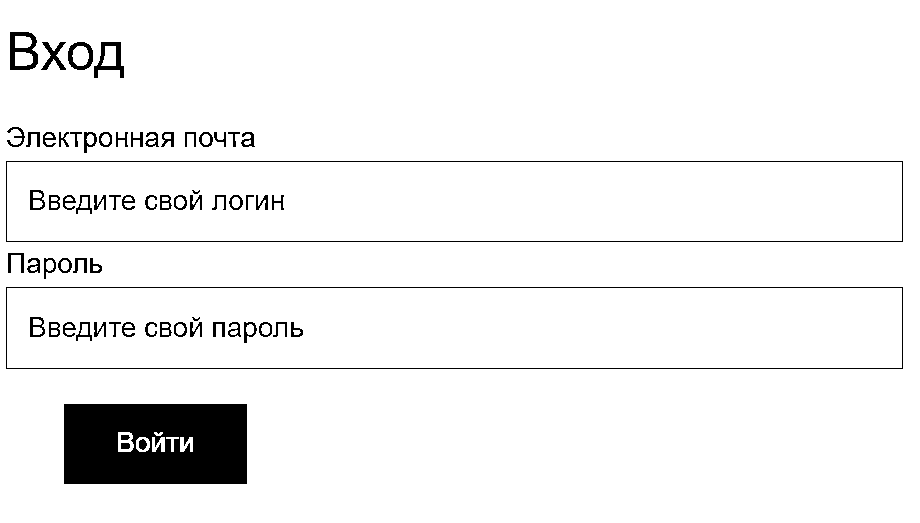 Вход
Электронная почта
Введите свой логин
Пароль
Введите свой пароль
Войти